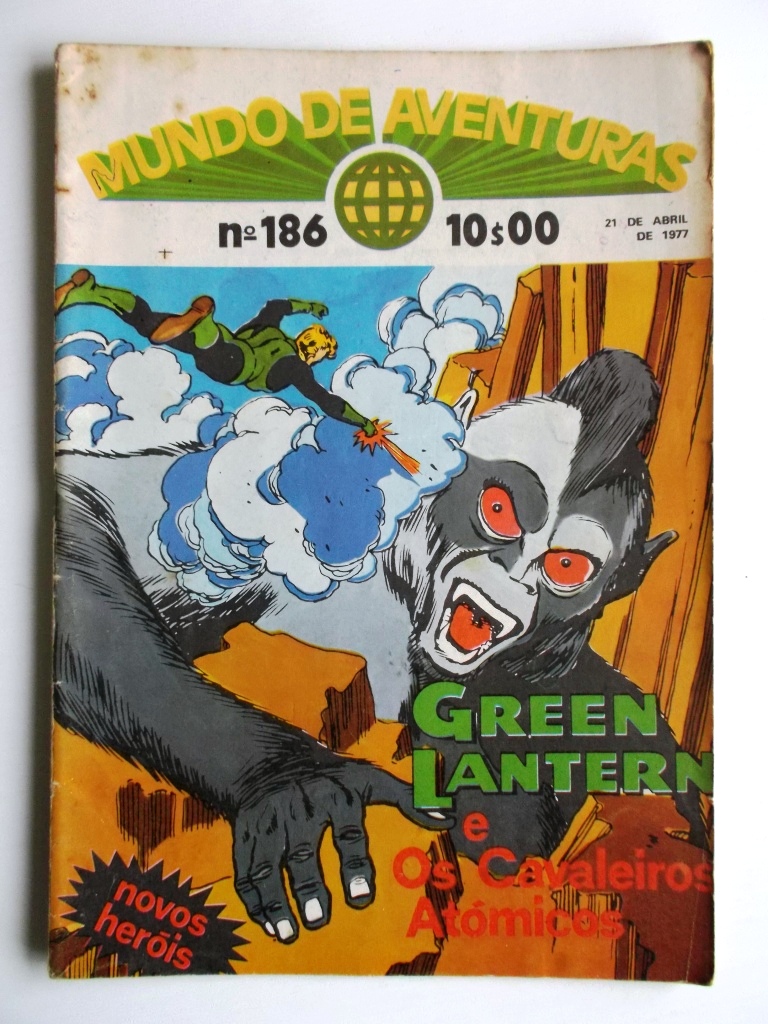 MUNDO DE AVENTURAS
nº 186
10$00
21 DE ABRIL
DE 1977
GREEN
LANTERN
e
Os Cavaleiros
Atómicos
novos
heróis